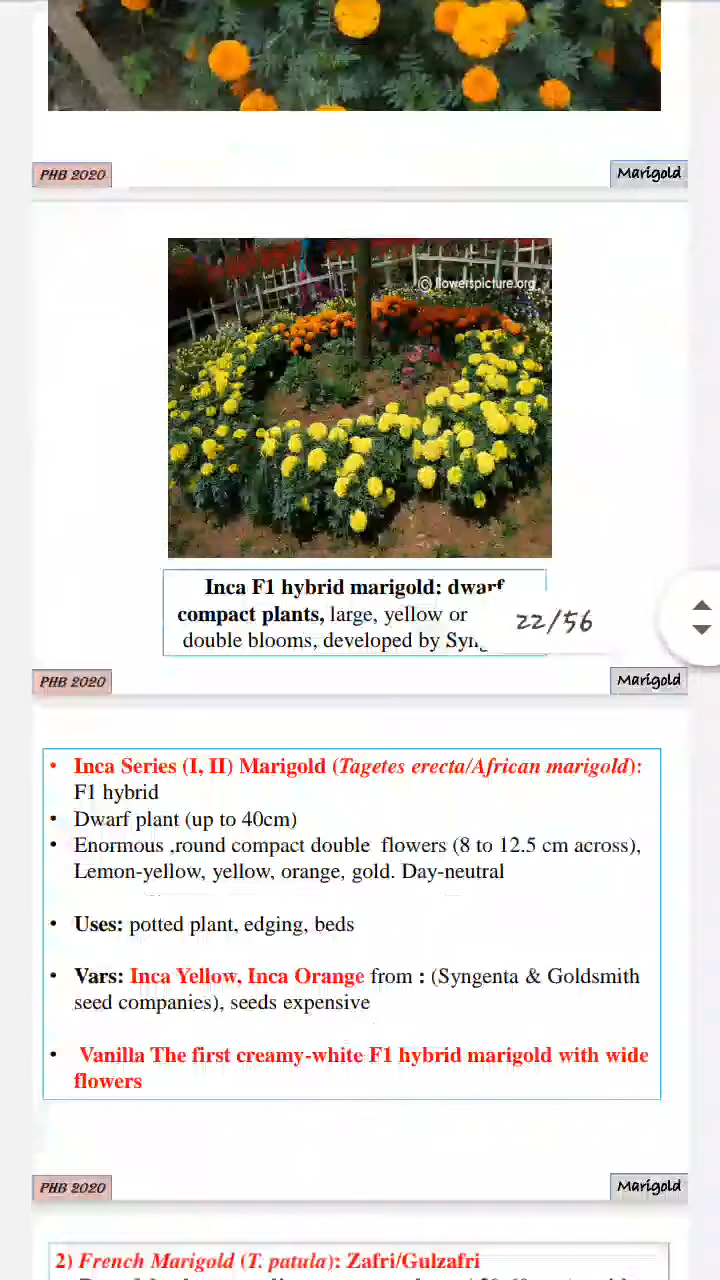 PHB 2020
Marigold
© flowerspicture.org
Inca F1 hybrid marigold: dwarf
compact plants, large, yellow or
double blooms, developed by
22/56
PHB 2020
Marigold
• Inca Series (I, II) Marigold (Tagetes erecta/African marigold):
F1 hybrid
• Dwarf plant (up to 40cm)
• Enormous ,round compact double flowers (8 to 12.5 cm across),
Lemon-yellow, yellow, orange, gold. Day-neutral
• Uses: potted plant, edging, beds
• Vars: Inca Yellow, Inca Orange from : (Syngenta & Goldsmith
seed companies), seeds expensive
• Vanilla The first creamy-white F1 hybrid marigold with wide
flowers
PHB 2020
Marigold
2) French Marigold (T. patula): Zafri/Gulzafri